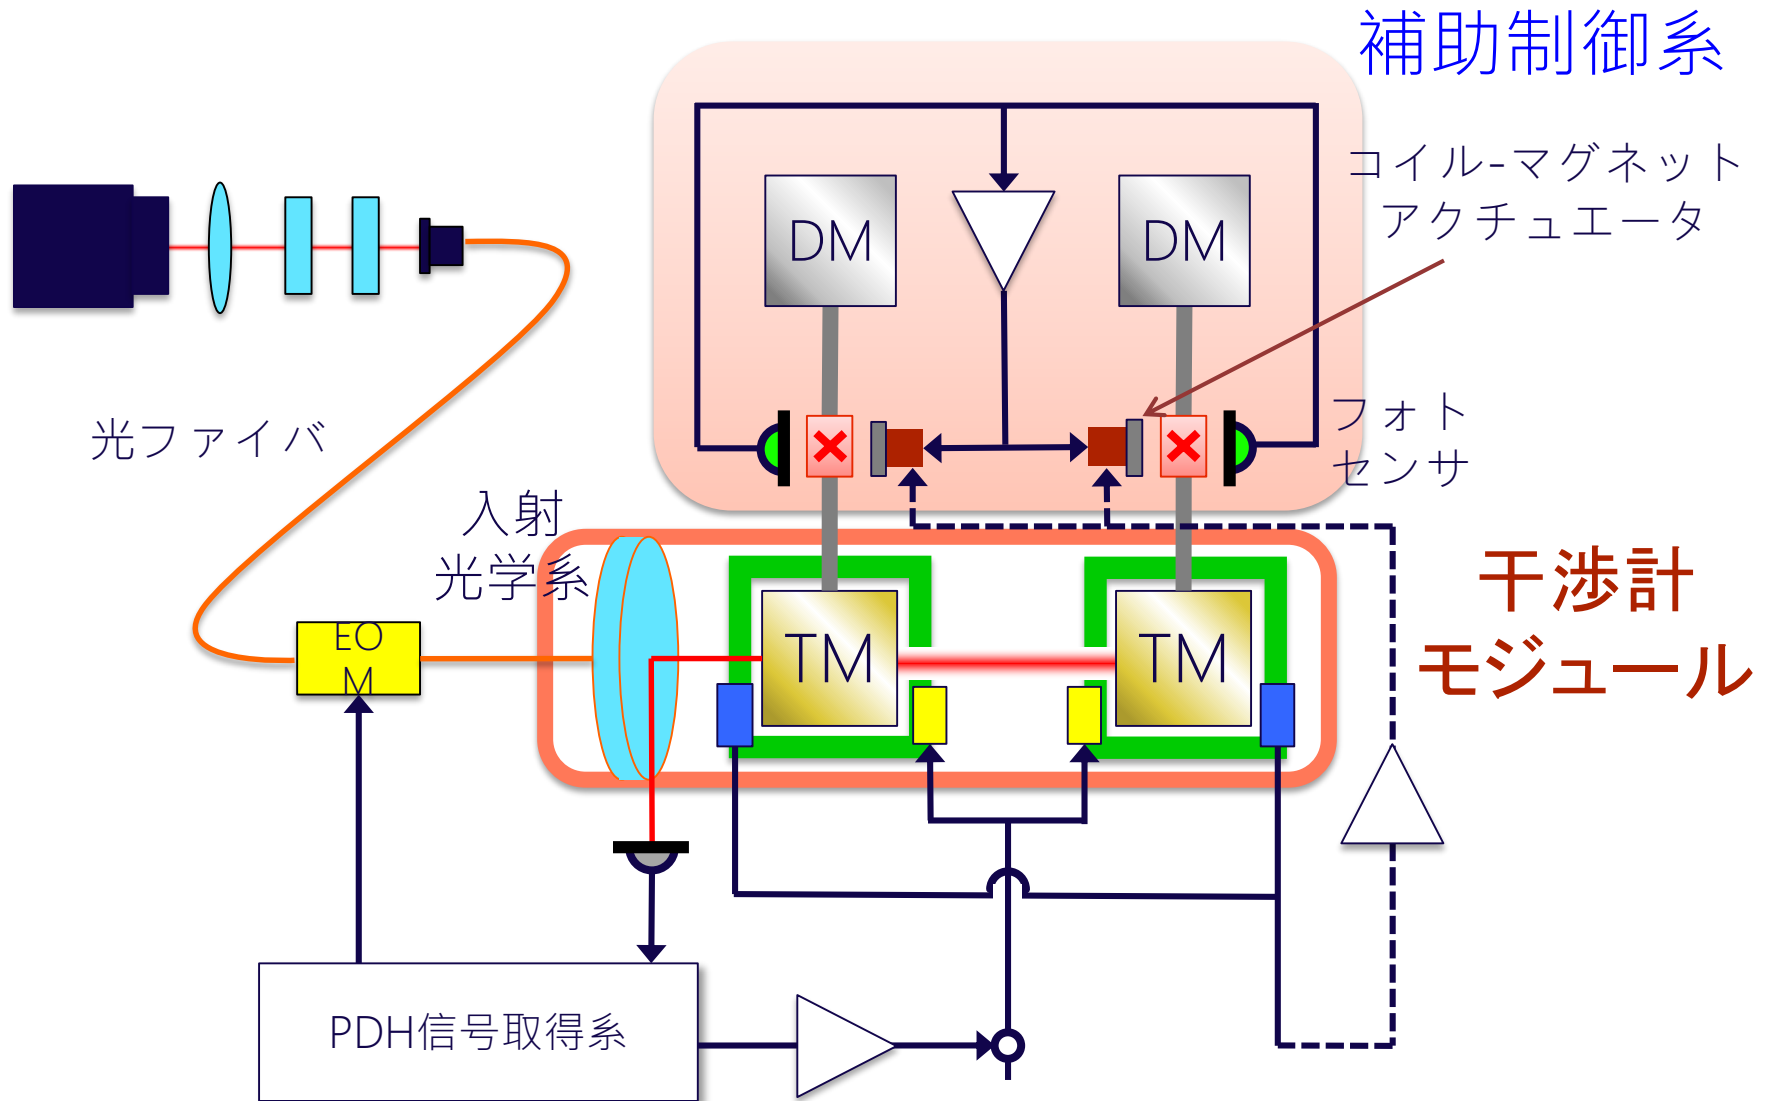 補助制御系
コイル-マグネット
アクチュエータ
DM
DM
光ファイバ
フォト
センサ
入射
光学系
干渉計
モジュール
EO
M
TM
TM
PDH信号取得系